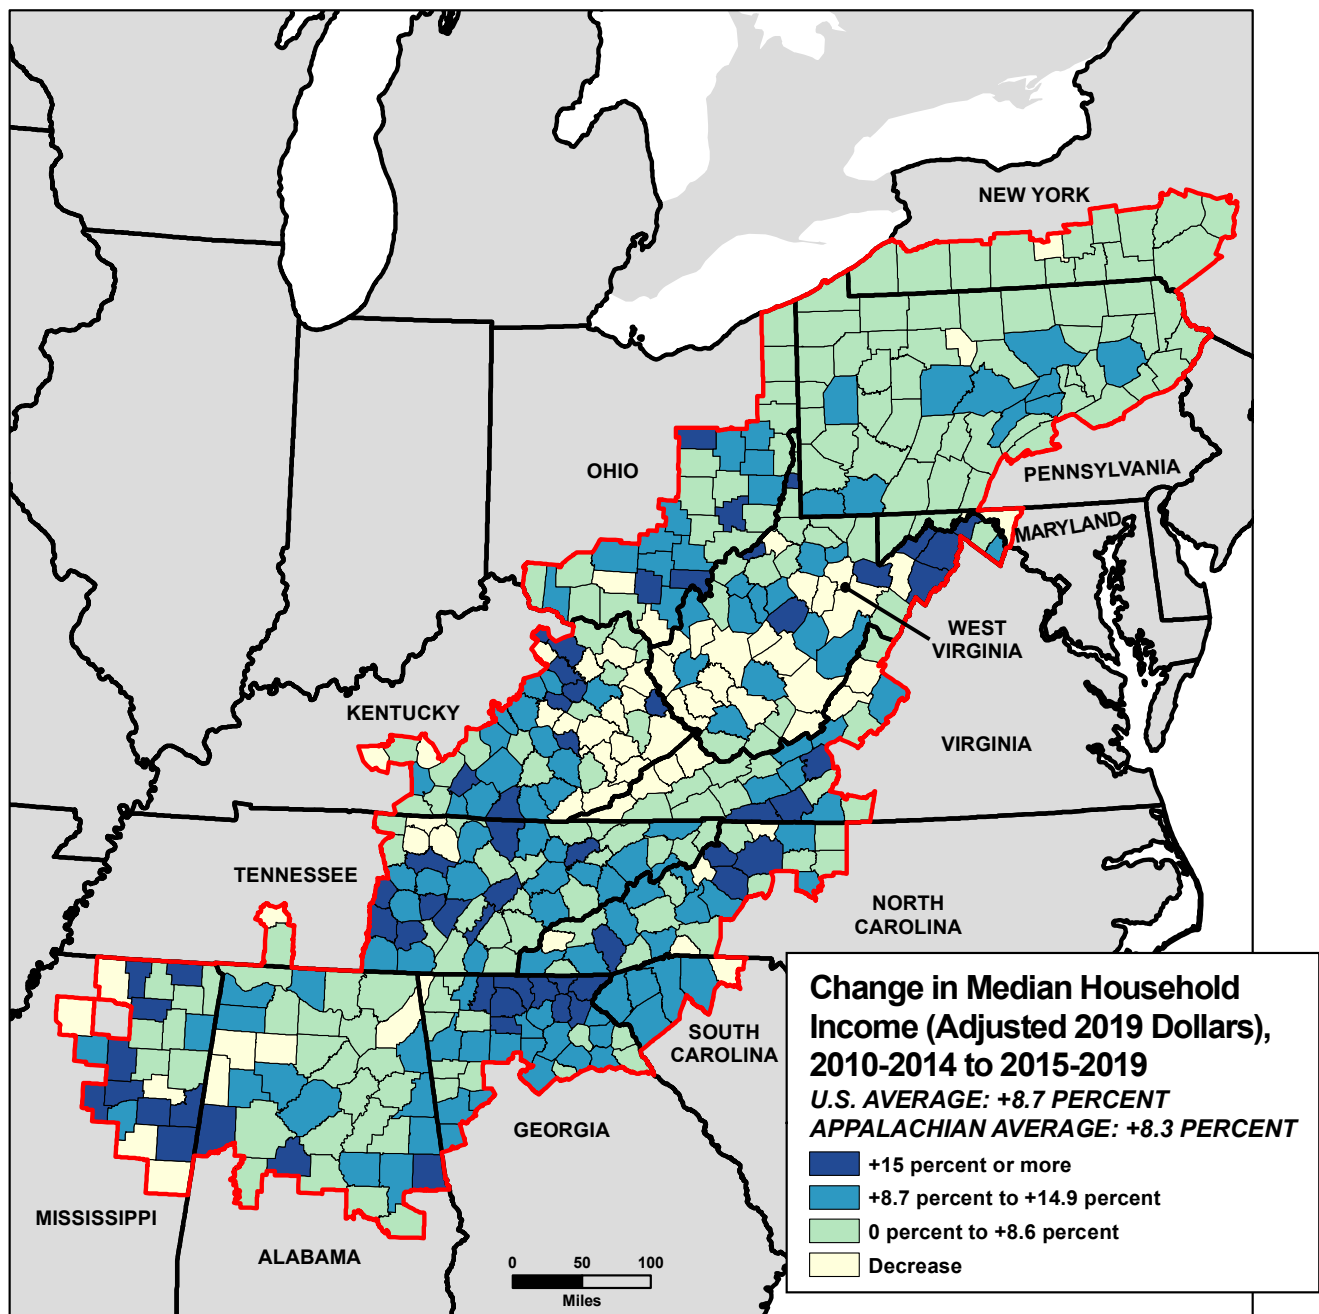 NEW YORK
OHIO
PENNSYLVANIA
MARYLAND
WEST
VIRGINIA
KENTUCKY
VIRGINIA
TENNESSEE
NORTH
CAROLINA
SOUTH
CAROLINA
GEORGIA
MISSISSIPPI
ALABAMA
0 50 100
Miles
Change in Median Household
Income (Adjusted 2019 Dollars),
2010-2014 to 2015-2019
U.S. AVERAGE: +8.7 PERCENT
APPALACHIAN AVERAGE: +8.3 PERCENT
+15 percent or more
+8.7 percent to +14.9 percent
0 percent to +8.6 percent
Decrease